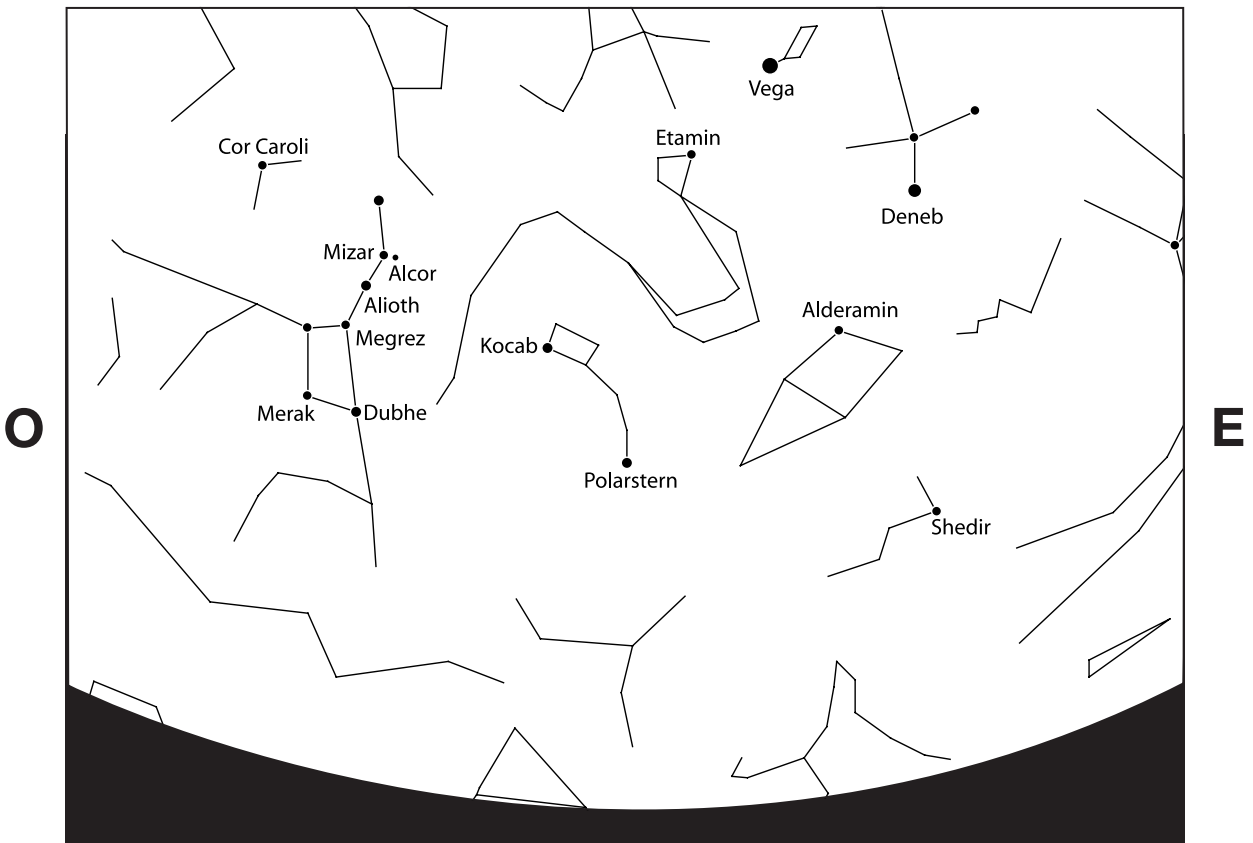 Vega
Etamin
Cor Caroli
Deneb
Mizar
Alcor
Alioth
Alderamin
Megrez
Kocab
Merak
Dubhe
O
E
Polarstern
Shedir